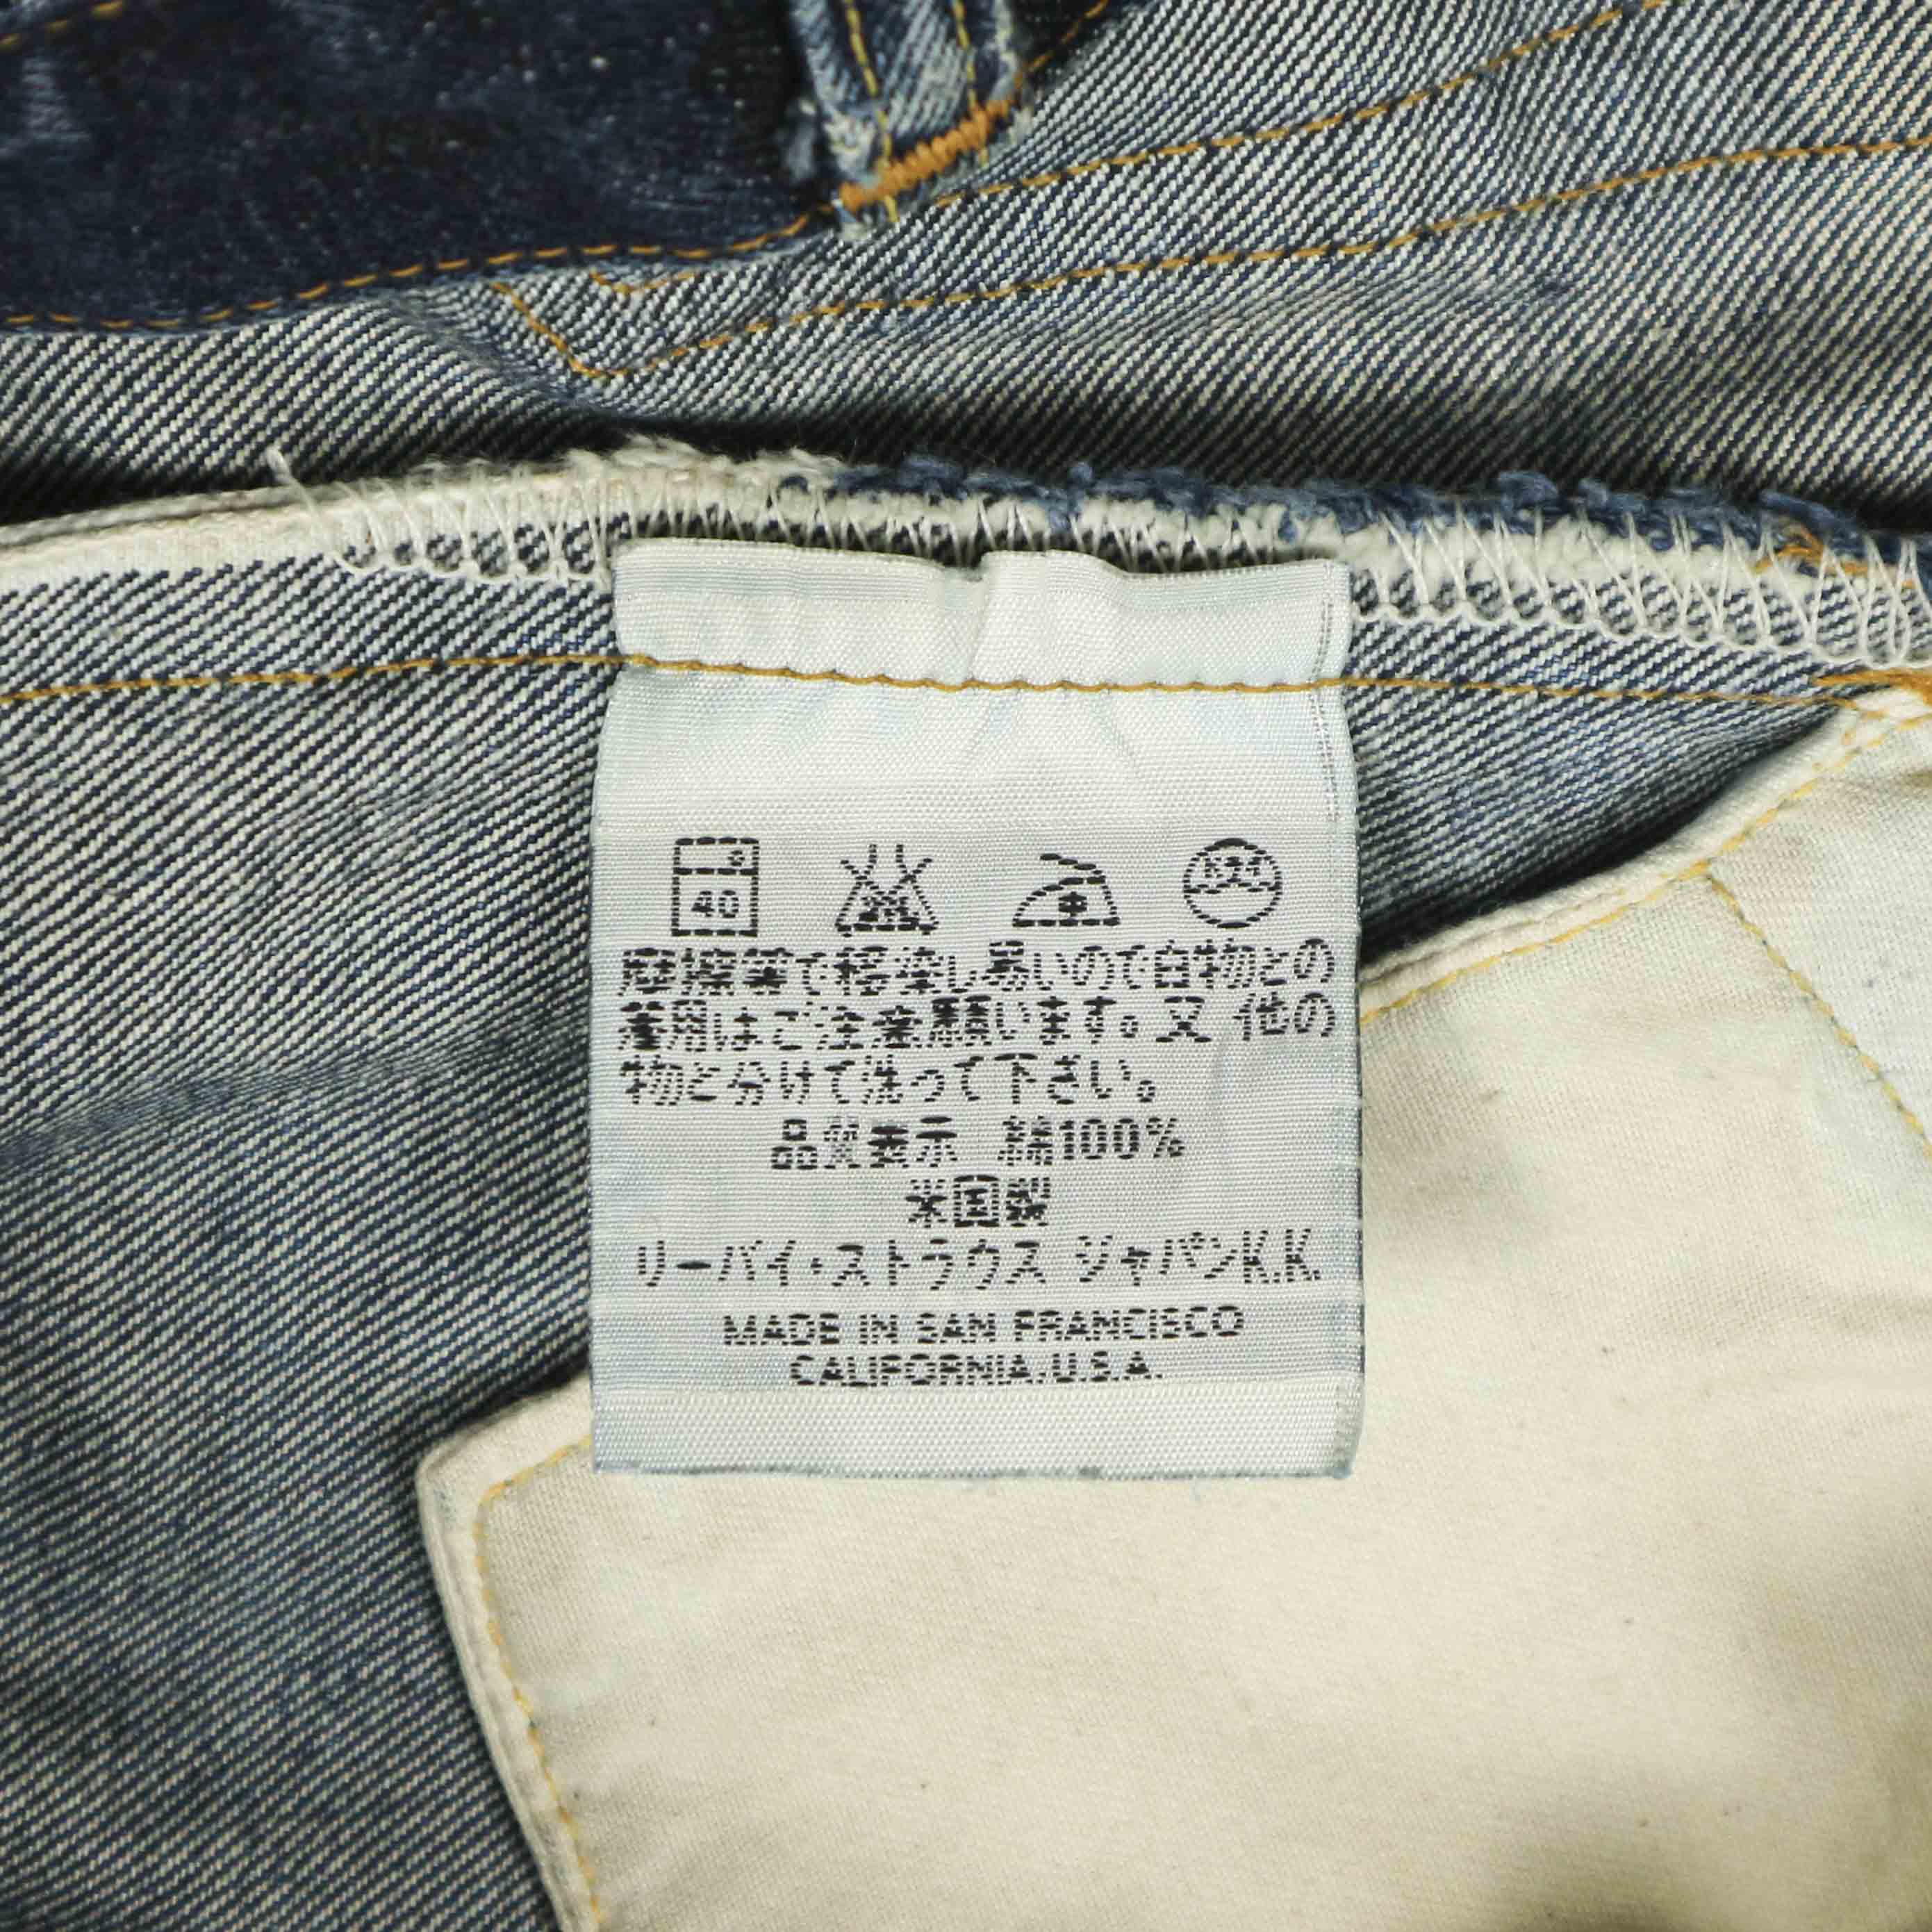 40
中
ドライ
摩擦等で移染し易いので白物との
着用はご注意願います。又 他の
物と分けて洗って下さい。
品質表示 綿100%
米国製
リーバイ・ストラウス ジャパンK.K.
MADE IN SAN FRANCISCO
CALIFORNIA.U.S.A.